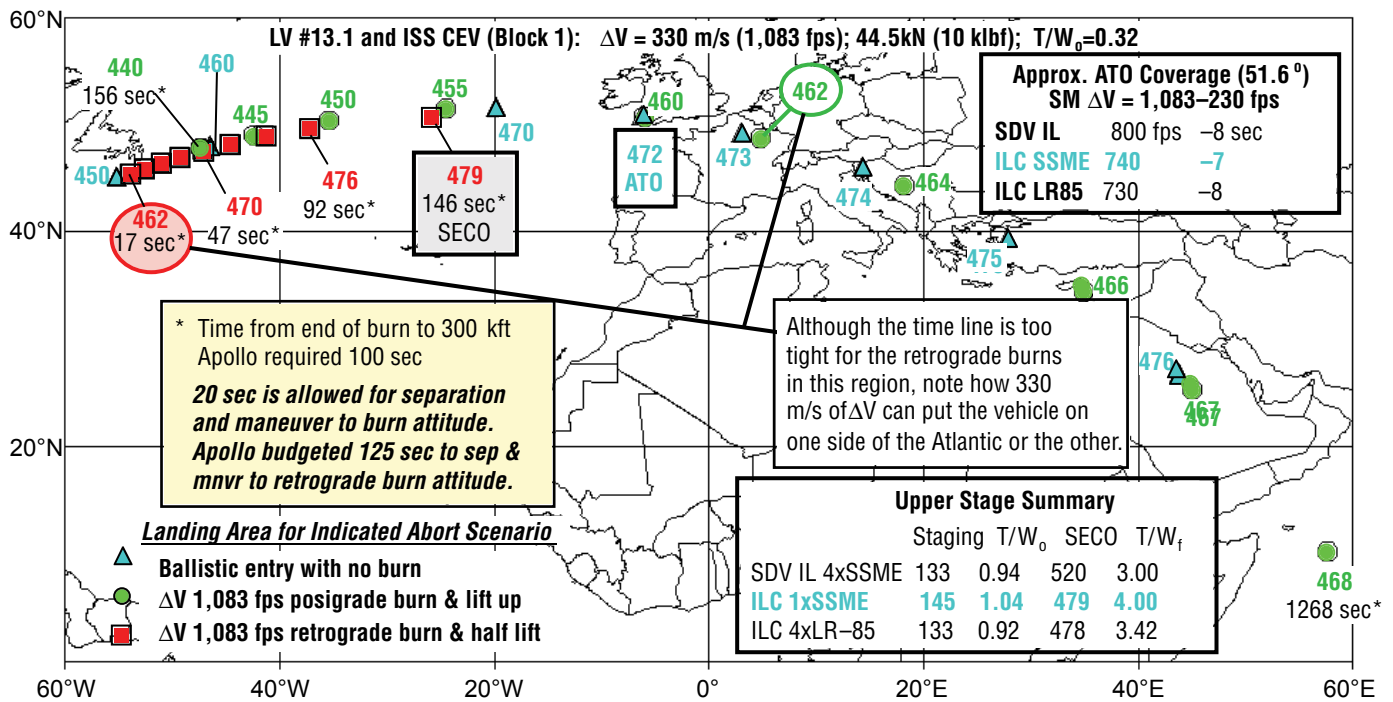 60°N
40°N
20°N
LV #13.1 and ISS CEV (Block 1): ΔV = 330 m/s (1,083 fps); 44.5kN (10 klbf); T/Wo=0.32
440
156 sec*
460
445
450
455
470
460
462
450
462
17 sec*
470
47 sec*
476
92 sec*
479
146 sec*
SECO
472
ATO
473
474
464
475
466
476
467
467
468
1268 sec*
Approx. ATO Coverage (51.6 º)
SM ΔV = 1,083–230 fps
SDV IL 800 fps –8 sec
ILC SSME 740 –7
ILC LR85 730 –8
* Time from end of burn to 300 kft
Apollo required 100 sec
20 sec is allowed for separation
and maneuver to burn attitude.
Apollo budgeted 125 sec to sep &
mnvr to retrograde burn attitude.
Although the time line is too
tight for the retrograde burns
in this region, note how 330
m/s of ΔV can put the vehicle on
one side of the Atlantic or the other.
Landing Area for Indicated Abort Scenario
Ballistic entry with no burn
ΔV 1,083 fps posigrade burn & lift up
ΔV 1,083 fps retrograde burn & half lift
Upper Stage Summary
Staging T/Wo SECO T/Wf
SDV IL 4xSSME 133 0.94 520 3.00
ILC 1xSSME 145 1.04 479 4.00
ILC 4xLR–85 133 0.92 478 3.42
60°W 40°W 20°W 0° 20°E 40°E 60°E